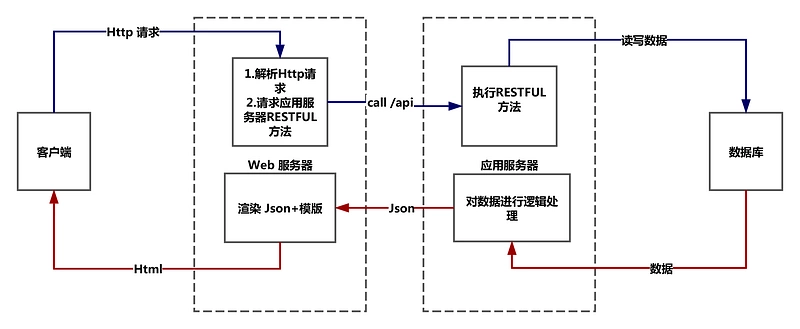 Http 请求
读写数据
1.解析Http请
求
2.请求应用服
务器RESTFUL
方法
call /api
执行RESTFUL
方法
客户端
数据库
Web 服务器
应用服务器
渲染 Json+模版
Json
对数据进行逻辑处
理
Html
数据